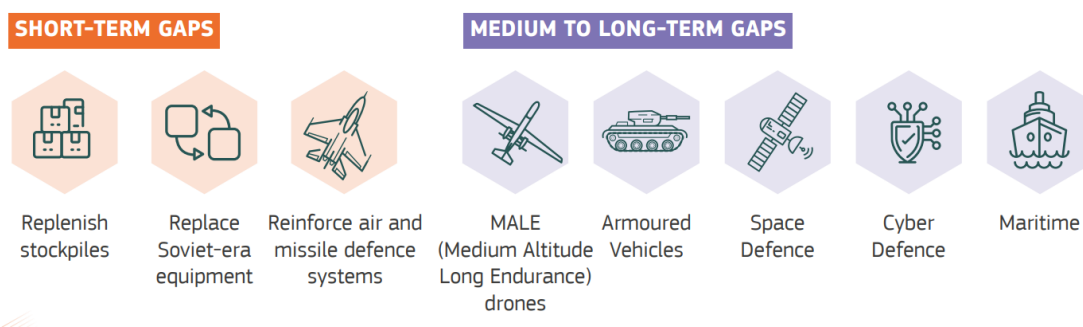 SHORT-TERM GAPS
MEDIUM TO LONG-TERM GAPS
Replenish
stockpiles
Replace
Soviet-era
equipment
Reinforce air and
missile defence
systems
MALE
(Medium Altitude
Long Endurance)
drones
Armoured
Vehicles
Space
Defence
Cyber
Defence
Maritime